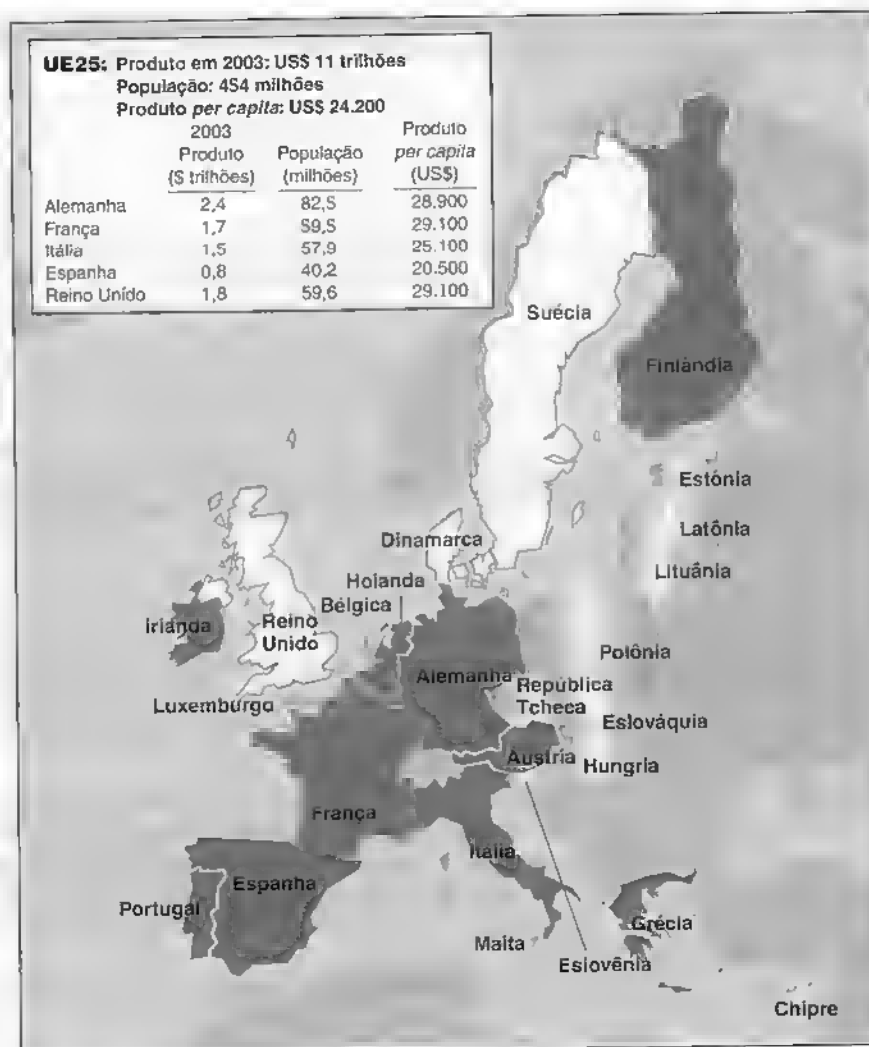 UE25: Produto em 2003: US$ 11 trilhões
População: 454 milhões
Produto per capita: US$ 24.200
2003 Produto ($ trilhões) População (milhões) Produto per capita (US$)
Alemanha 2,4 82,5 28.900
França 1,7 59,5 29.100
Itália 1,5 57,9 25.100
Espanha 0,8 40,2 20.500
Reino Unido 1,8 59,6 29.100
Suécia
Finlândia
Estônia
Latônia
Dinamarca
Lituânia
Holanda
Bélgica
Irlanda
Reino
Unido
Polônia
Alemanha
República
Tcheca
Luxemburgo
Eslováquia
Áustria
Hungria
França
Itália
Espanha
Portugal
Grécia
Malta
Eslovênia
Chipre